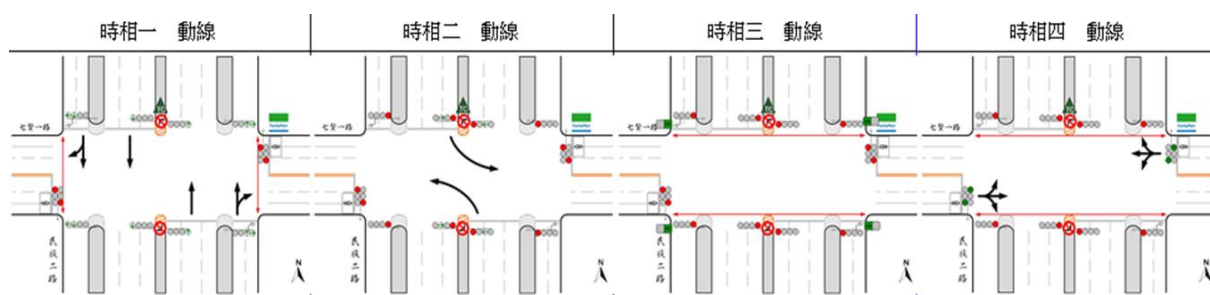 時相一 動線
時相二 動線
時相三 動線
時相四 動線
七賢一路
七賢一路
七賢一路
七賢一路
民族二路
民族二路
民族二路
民族二路
N
N
N
N